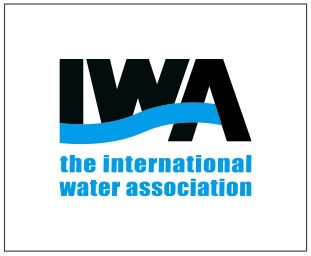 IWA
the international
water association